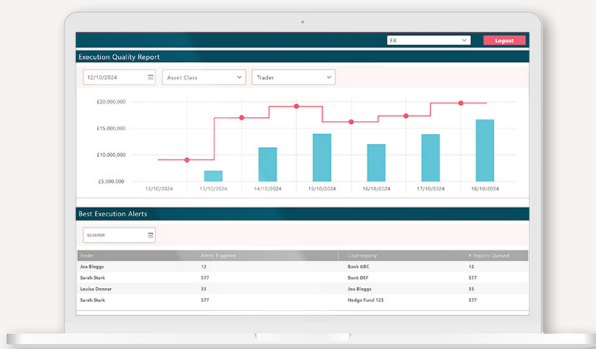 FX Logout
Execution Quality Report
12/10/2024 Asset Class Trader
£20.000.000
£15.000.000
£10.000.000
£5.000.000
12/10/2024 13/10/2024 14/10/2024 15/10/2024 16/10/2024 17/10/2024 18/10/2024
Best Execution Alerts
Trader Alerts Triggered Counterparty # Reports Queued
Joe Bloggs 12 Bank ABC 12
Sarah Stark 577 Bank DEF 577
Louise Donner 33 Joe Bloggs 33
Sarah Stark 577 Hedge Fund 123 577